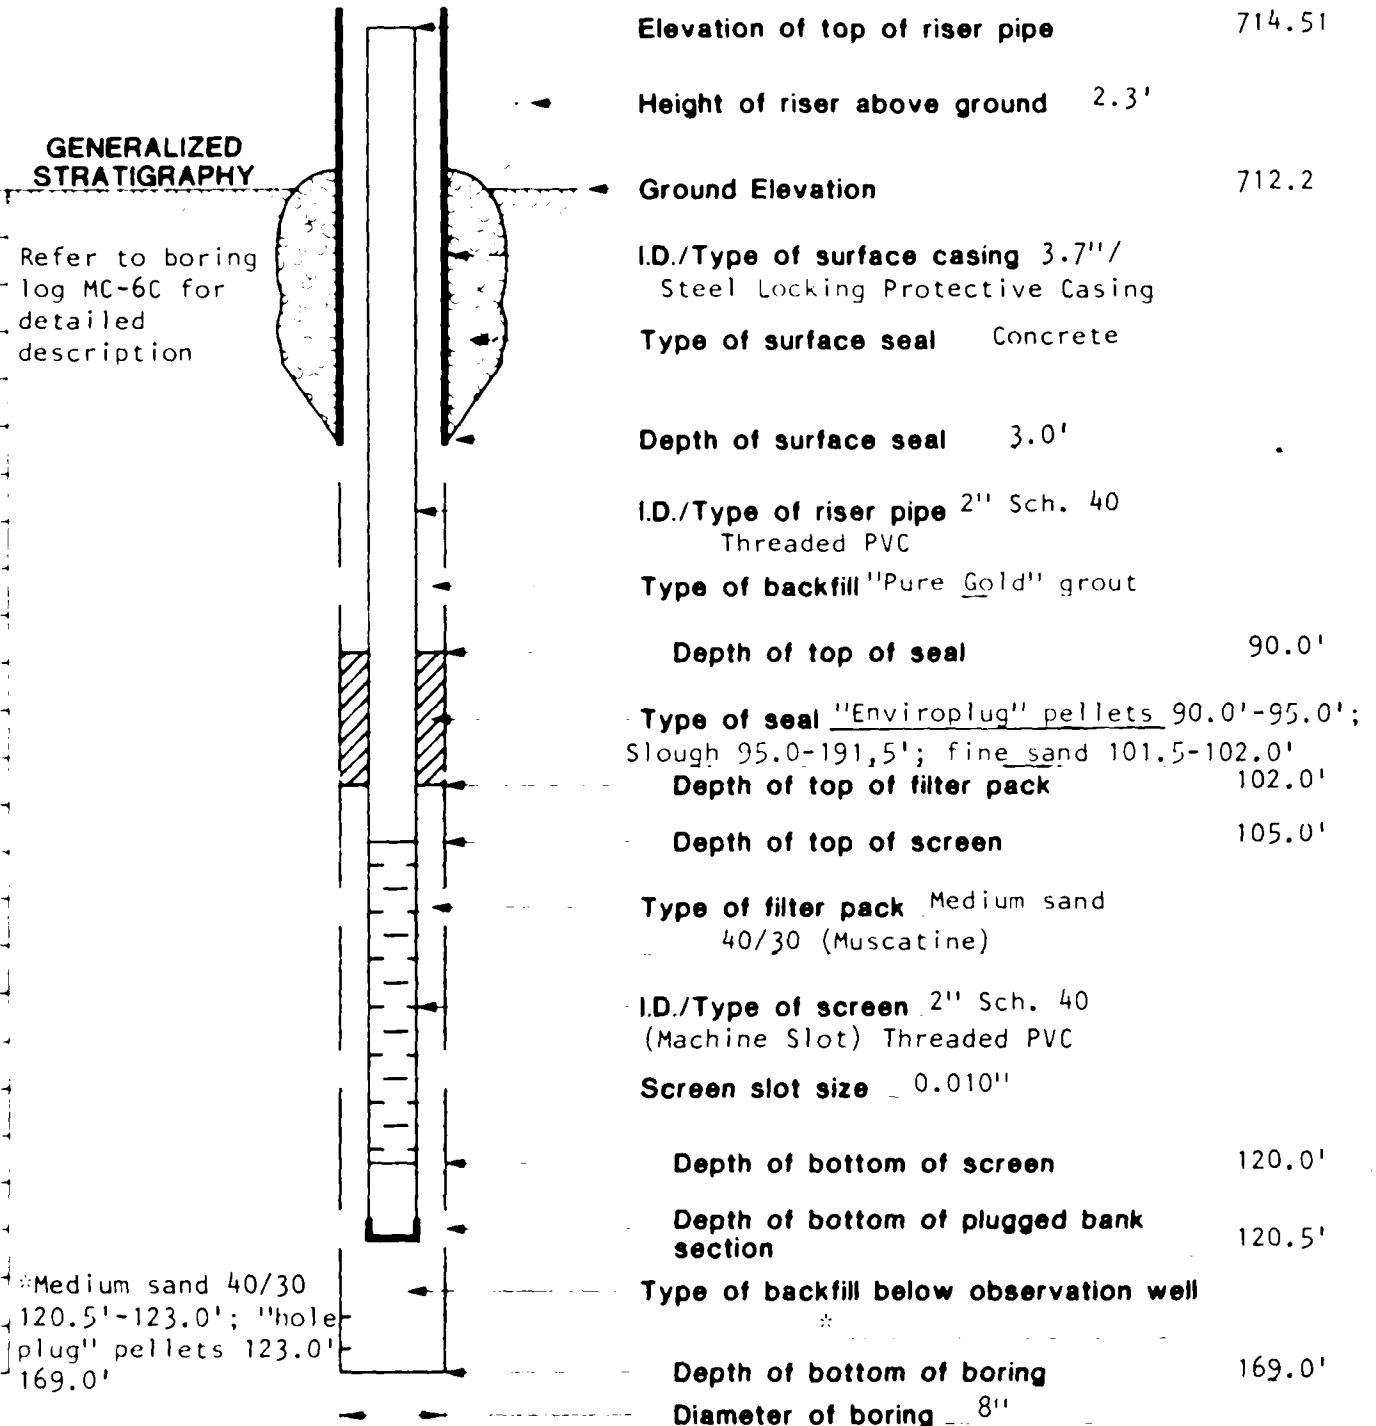 Elevation of top of riser pipe 714.51
Height of riser above ground 2.3'
GENERALIZED
STRATIGRAPHY
Ground Elevation 712.2
Refer to boring
log MC-6C for
detailed
description
I.D./Type of surface casing 3.7"/
Steel Locking Protective Casing
Type of surface seal Concrete
Depth of surface seal 3.0'
I.D./Type of riser pipe 2" Sch. 40
Threaded PVC
Type of backfill "Pure Gold" grout
Depth of top of seal 90.0'
Type of seal "Enviroplug" pellets 90.0'-95.0';
Slough 95.0-191,5'; fine sand 101.5-102.0'
Depth of top of filter pack 102.0'
Depth of top of screen 105.0'
Type of filter pack Medium sand
40/30 (Muscatine)
I.D./Type of screen 2" Sch. 40
(Machine Slot) Threaded PVC
Screen slot size 0.010"
Depth of bottom of screen 120.0'
Depth of bottom of plugged bank
section 120.5'
Type of backfill below observation well
*
*Medium sand 40/30
120.5'-123.0'; "hole
plug" pellets 123.0'
169.0'
Depth of bottom of boring 169.0'
Diameter of boring 8"